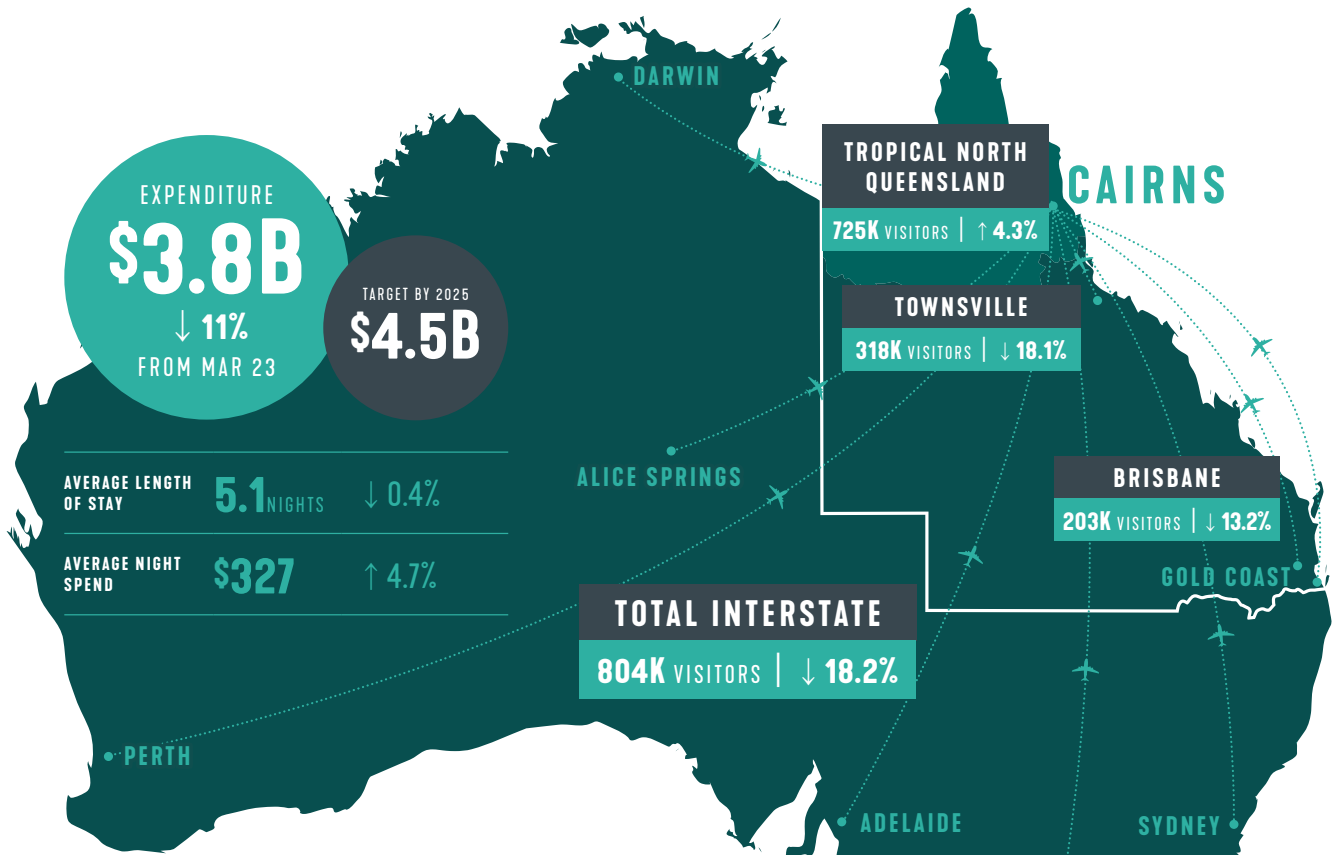 DARWIN
TROPICAL NORTH
QUEENSLAND
725K VISITORS | ↑ 4.3%
CAIRNS
EXPENDITURE
$3.8B
↓ 11%
FROM MAR 23
TARGET BY 2025
$4.5B
TOWNSVILLE
318K VISITORS | ↓ 18.1%
ALICE SPRINGS
AVERAGE LENGTH
OF STAY
5.1 NIGHTS
↓ 0.4%
AVERAGE NIGHT
SPEND
$327
↑ 4.7%
BRISBANE
203K VISITORS | ↓ 13.2%
GOLD COAST
TOTAL INTERSTATE
804K VISITORS | ↓ 18.2%
PERTH
ADELAIDE
SYDNEY